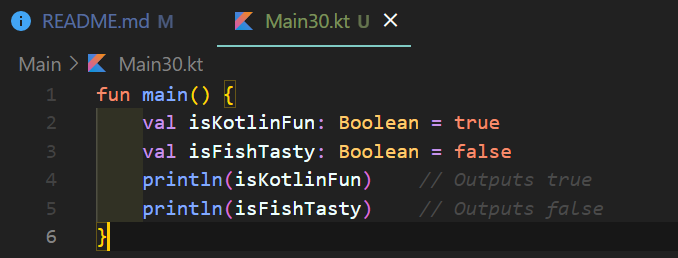 README.md M Main30.kt U ×
Main > Main30.kt
1 fun main() {
2     val isKotlinFun: Boolean = true
3     val isFishTasty: Boolean = false
4     println(isKotlinFun)    // Outputs true
5     println(isFishTasty)    // Outputs false
6 }